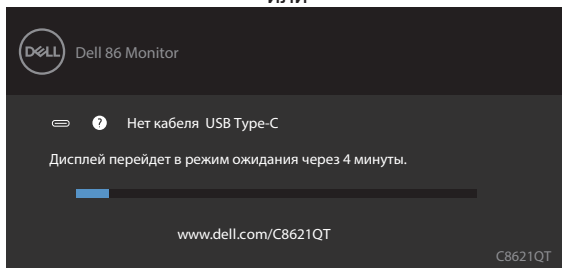 или
DELL Dell 86 Monitor
? Нет кабеля USB Type-C
Дисплей перейдет в режим ожидания через 4 минуты.
www.dell.com/C8621QT
C8621QT